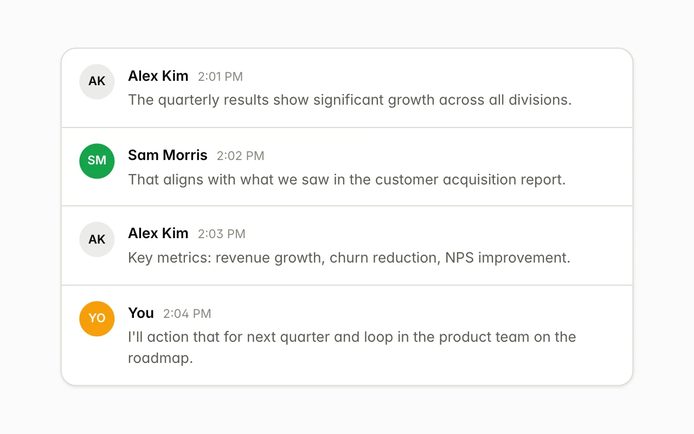 AK
Alex Kim 2:01 PM
The quarterly results show significant growth across all divisions.
SM
Sam Morris 2:02 PM
That aligns with what we saw in the customer acquisition report.
AK
Alex Kim 2:03 PM
Key metrics: revenue growth, churn reduction, NPS improvement.
YO
You 2:04 PM
I'll action that for next quarter and loop in the product team on the
roadmap.